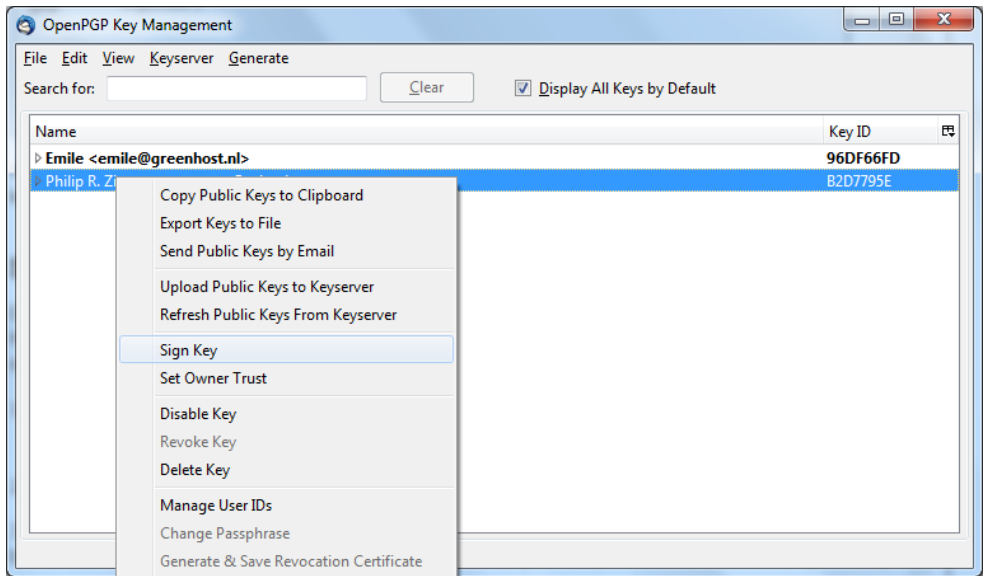 OpenPGP Key Management
File Edit View Keyserver Generate
Search for: Clear Display All Keys by Default
Name Key ID
Emile <emile@greenhost.nl> 96DF66FD
Philip R. B2D7795E
Copy Public Keys to Clipboard
Export Keys to File
Send Public Keys by Email
Upload Public Keys to Keyserver
Refresh Public Keys From Keyserver
Sign Key
Set Owner Trust
Disable Key
Revoke Key
Delete Key
Manage User IDs
Change Passphrase
Generate & Save Revocation Certificate